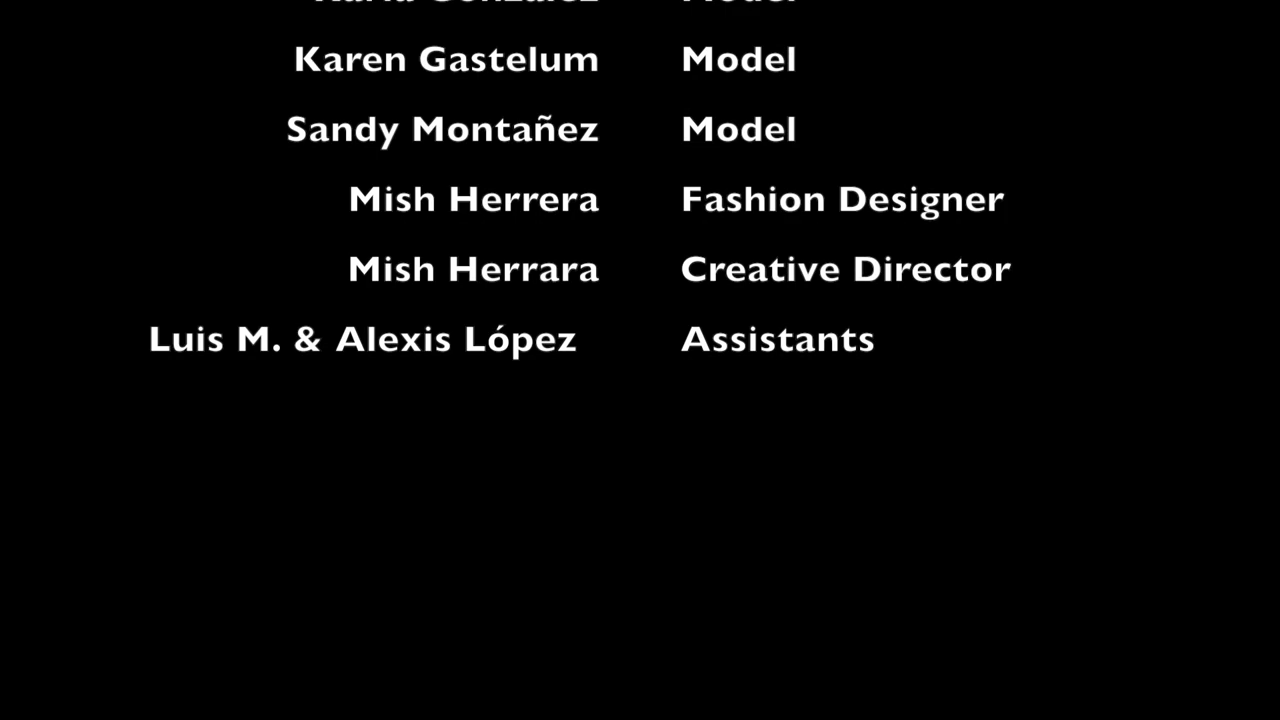 Karen Gastelum Model
Sandy Montañez Model
Mish Herrera Fashion Designer
Mish Herrara Creative Director
Luis M. & Alexis López Assistants